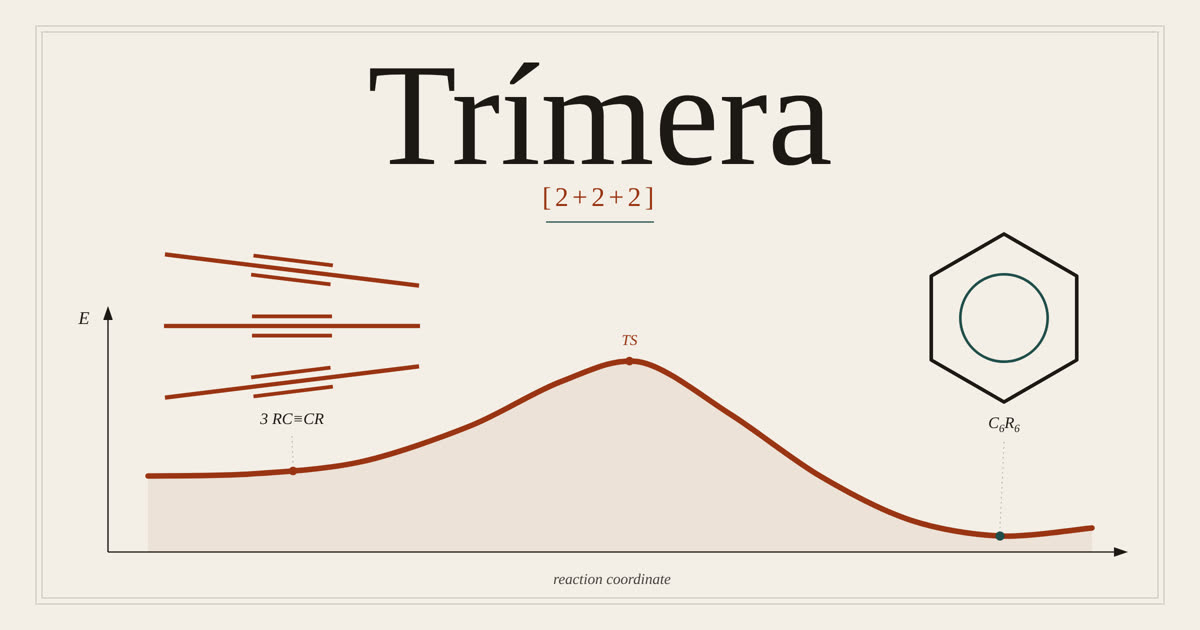 Trímera
[2+2+2]
E
TS
3 RC≡CR
C₆R₆
reaction coordinate